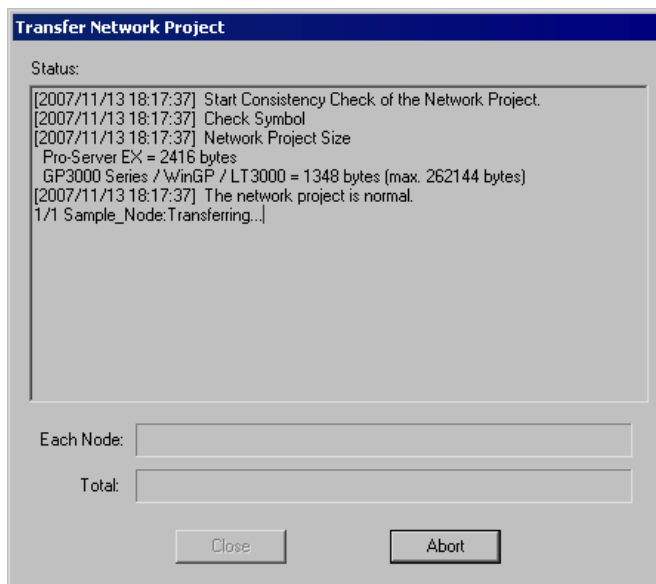 Transfer Network Project
Status:
[2007/11/13 18:17:37]  Start Consistency Check of the Network Project.
[2007/11/13 18:17:37]  Check Symbol
[2007/11/13 18:17:37]  Network Project Size
Pro-Server EX = 2416 bytes
GP3000 Series / WinGP / LT3000 = 1348 bytes (max. 262144 bytes)
[2007/11/13 18:17:37]  The network project is normal.
1/1 Sample_Node:Transferring...
Each Node:
Total:
Close Abort